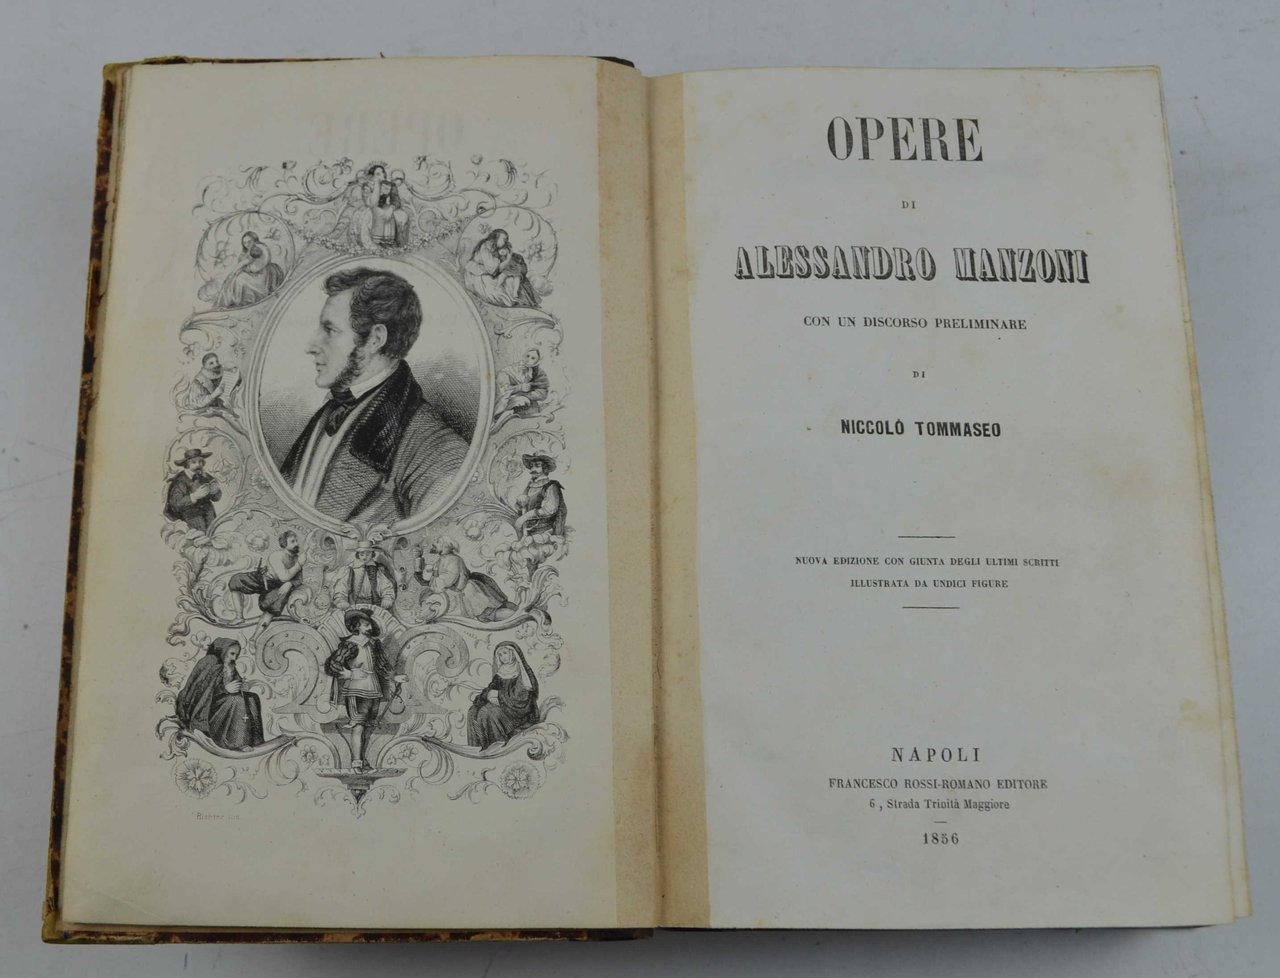 OPERE
DI
ALESSANDRO MANZONI
CON UN DISCORSO PRELIMINARE
DI
NICCOLÒ TOMMASEO
NUOVA EDIZIONE CON GIUNTA DEGLI ULTIMI SCRITTI
ILLUSTRATA DA UNDICI FIGURE
NAPOLI
FRANCESCO ROSSI-ROMANO EDITORE
6, Strada Trinità Maggiore
1856